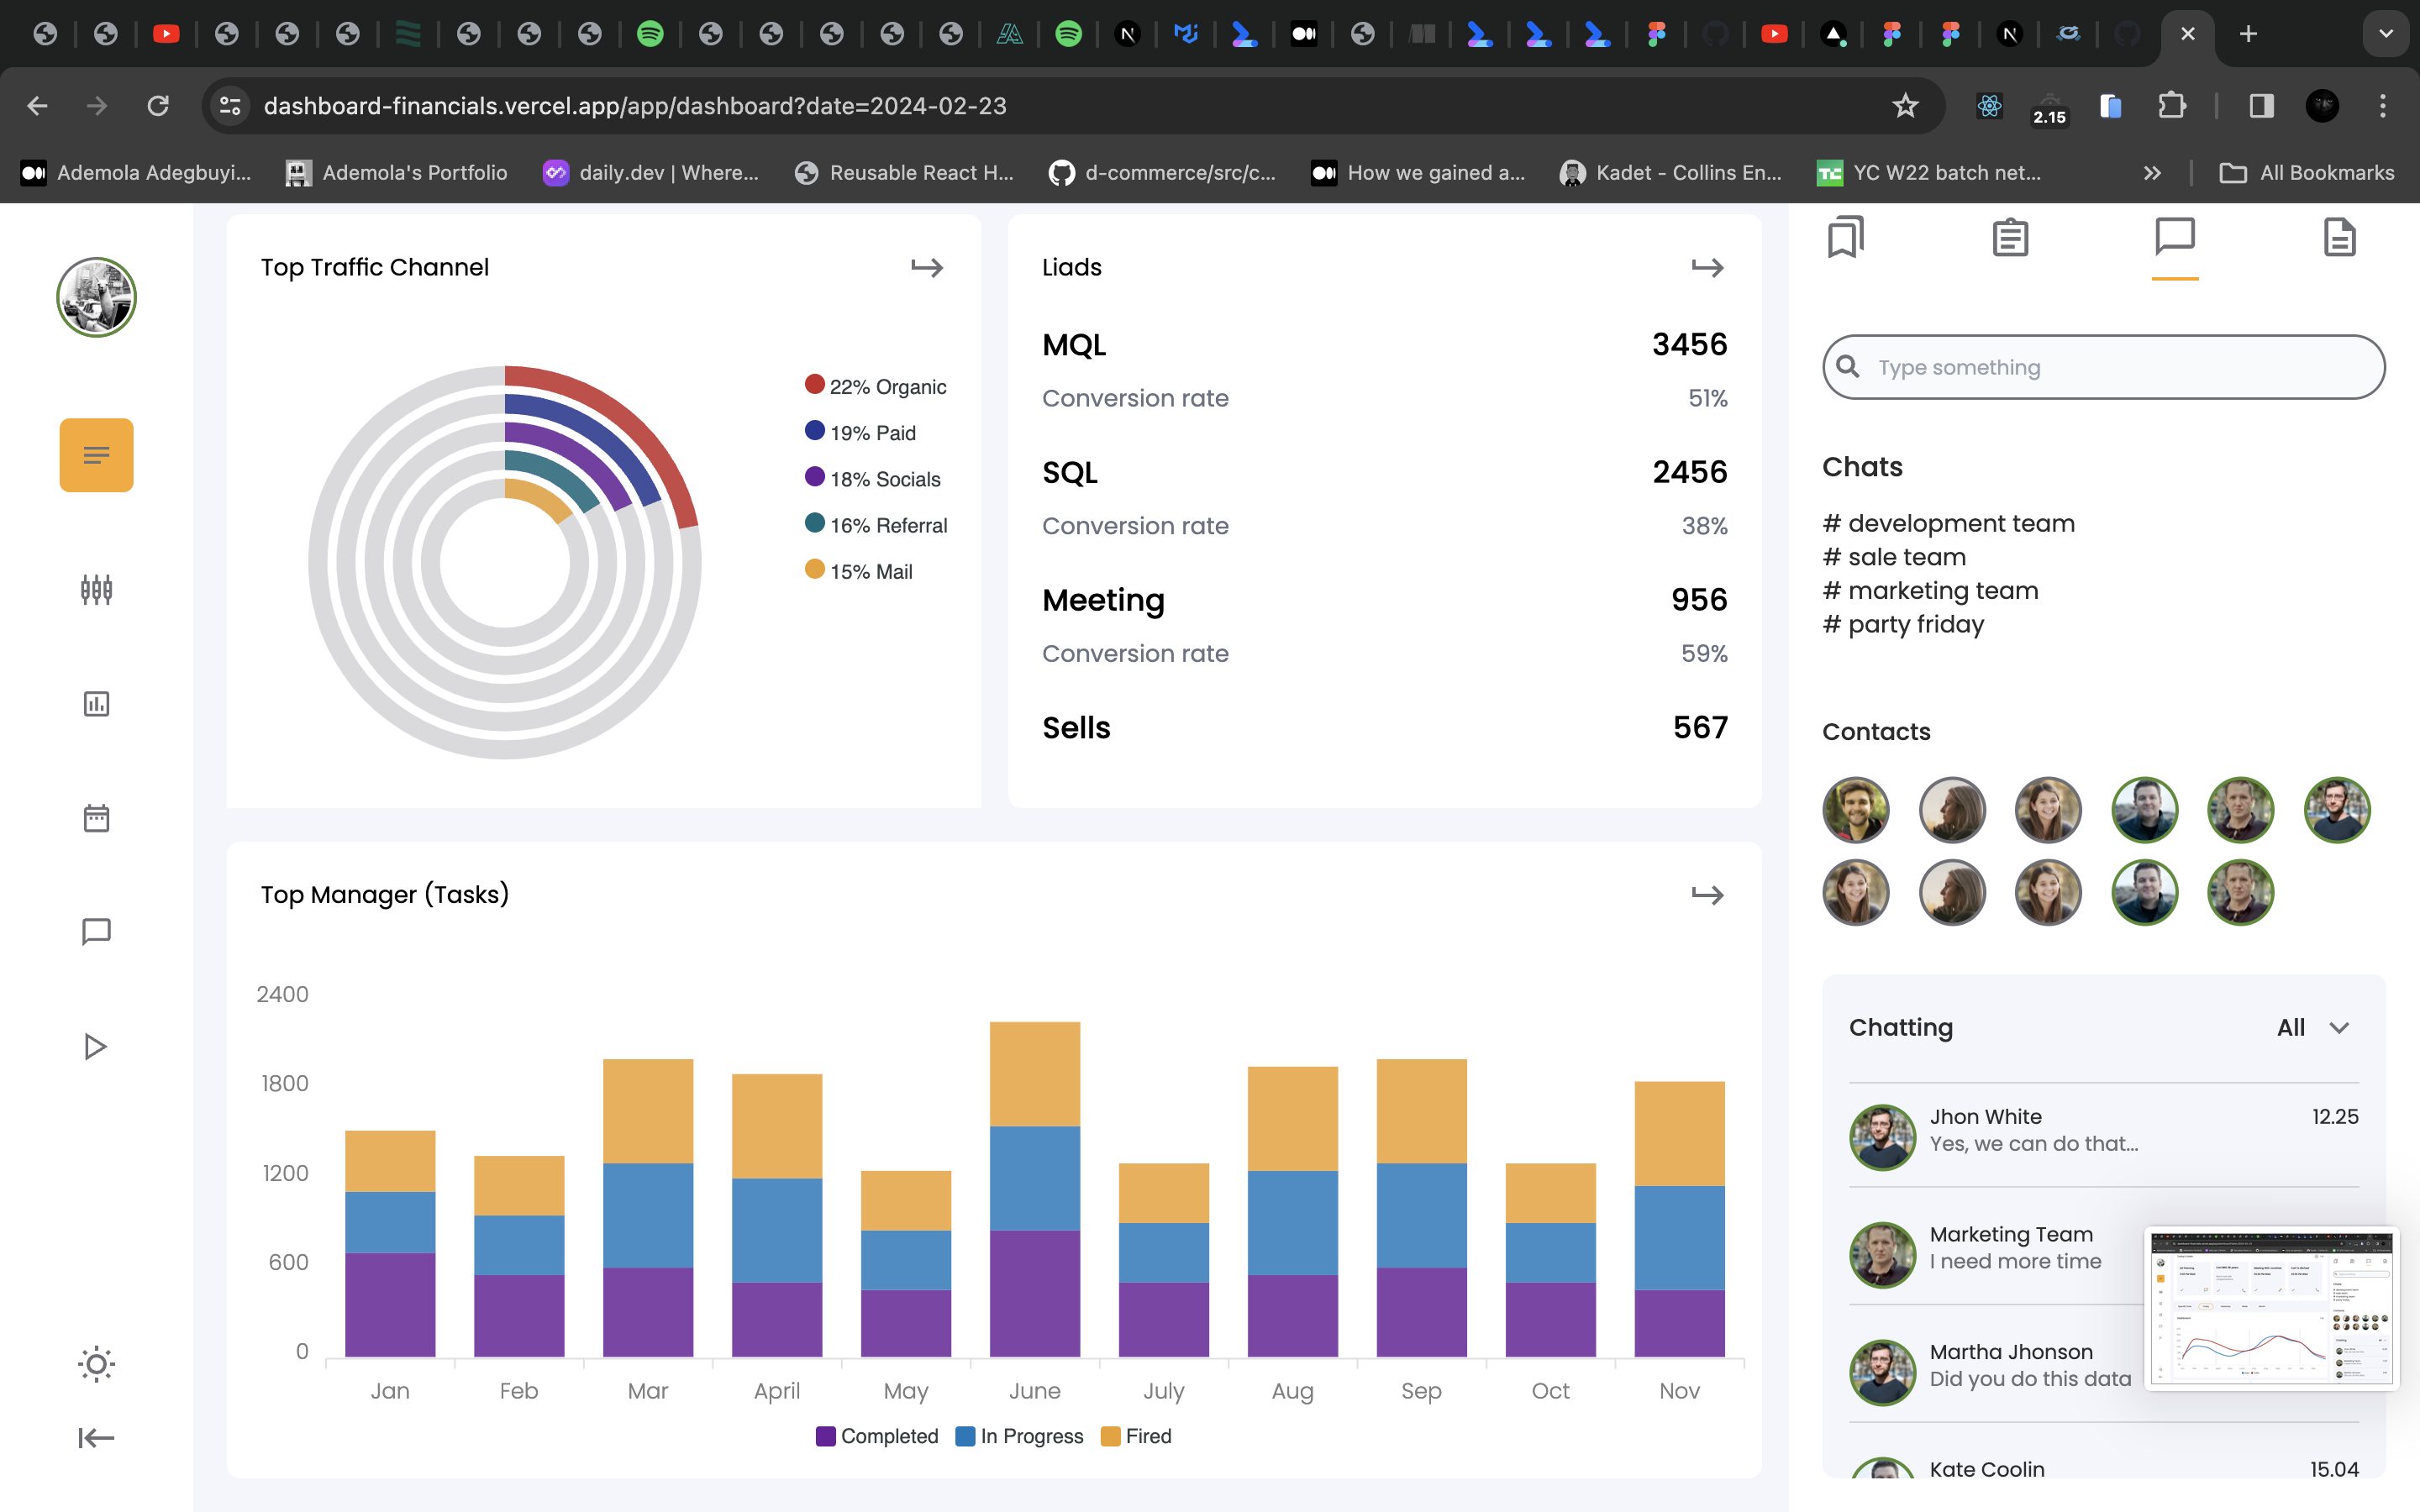 dashboard-financials.vercel.app/app/dashboard?date=2024-02-23
2.15
Ademola Adegbuyi...
Ademola's Portfolio
daily.dev | Where...
Reusable React H...
d-commerce/src/c...
How we gained a...
Kadet - Collins En...
YC W22 batch net...
All Bookmarks
Top Traffic Channel
22% Organic
19% Paid
18% Socials
16% Referral
15% Mail
Liads
MQL 3456
Conversion rate 51%
SQL 2456
Conversion rate 38%
Meeting 956
Conversion rate 59%
Sells 567
Top Manager (Tasks)
2400
1800
1200
600
0
Jan Feb Mar April May June July Aug Sep Oct Nov
Completed In Progress Fired
Type something
Chats
# development team
# sale team
# marketing team
# party friday
Contacts
Chatting All
Jhon White 12.25
Yes, we can do that...
Marketing Team
I need more time
Martha Jhonson
Did you do this data
Kate Coolin 15.04